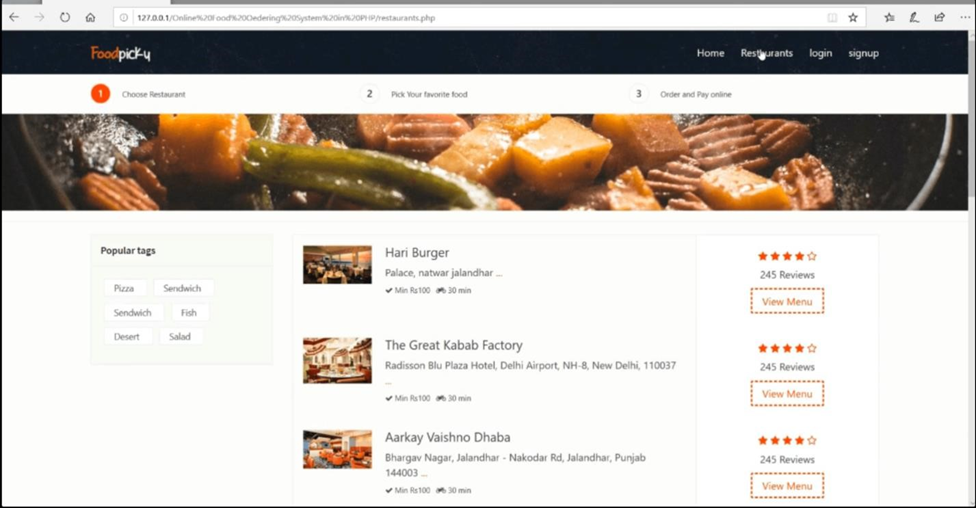 127.0.0.1/Online%20Food%20Oedering%20System%20in%20PHP/restaurants.php
Foodpicky
Home Restaurants login signup
1 Choose Restaurant 2 Pick Your favorite food 3 Order and Pay online
Popular tags
Pizza Sendwich
Sendwich Fish
Desert Salad
Hari Burger
Palace, natwar jalandhar ...
Min Rs100 30 min
245 Reviews
View Menu
The Great Kabab Factory
Radisson Blu Plaza Hotel, Delhi Airport, NH-8, New Delhi, 110037
...
Min Rs100 30 min
245 Reviews
View Menu
Aarkay Vaishno Dhaba
Bhargav Nagar, Jalandhar - Nakodar Rd, Jalandhar, Punjab
144003 ...
Min Rs100 30 min
245 Reviews
View Menu